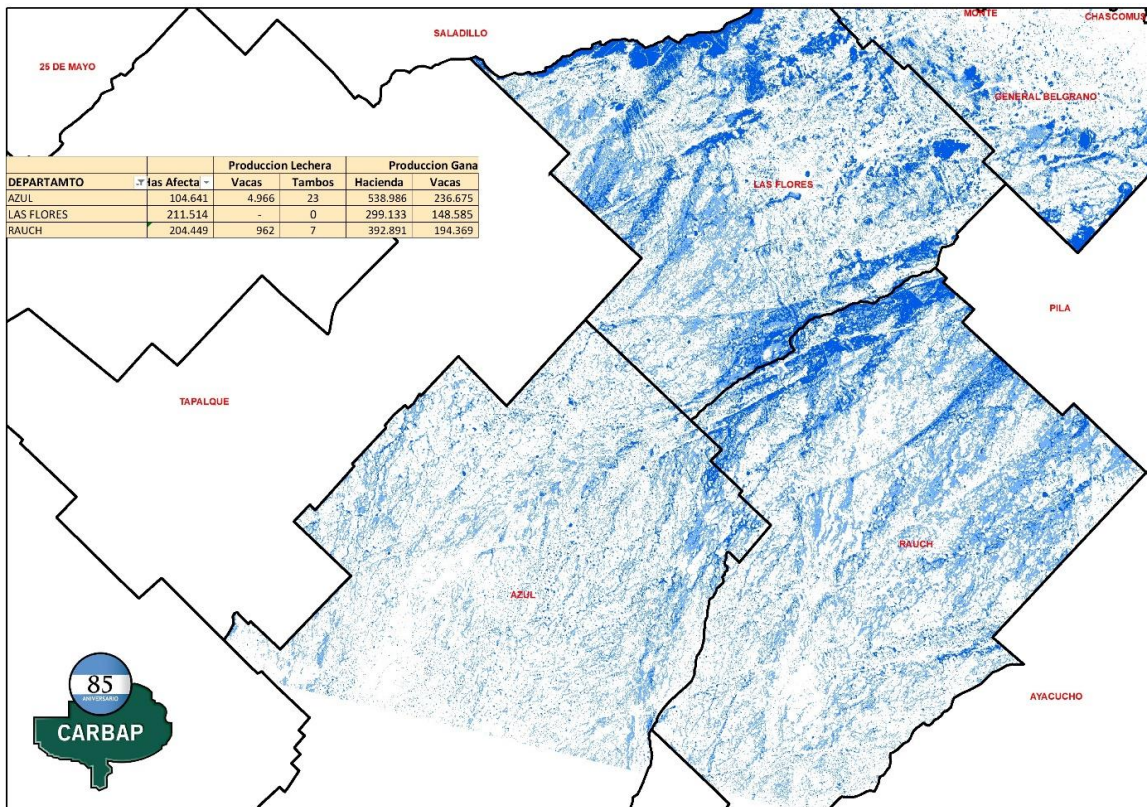 MONTE
CHASCOMUS
SALADILLO
25 DE MAYO
GENERAL BELGRANO
Produccion Lechera Produccion Gana
DEPARTAMTO Has Afecta Vacas Tambos Hacienda Vacas
AZUL 104.641 4.966 23 538.986 236.675
LAS FLORES 211.514 - 0 299.133 148.585
RAUCH 204.449 962 7 392.891 194.369
LAS FLORES
PILA
TAPALQUE
RAUCH
AZUL
AYACUCHO
85
ANIVERSARIO
CARBAP